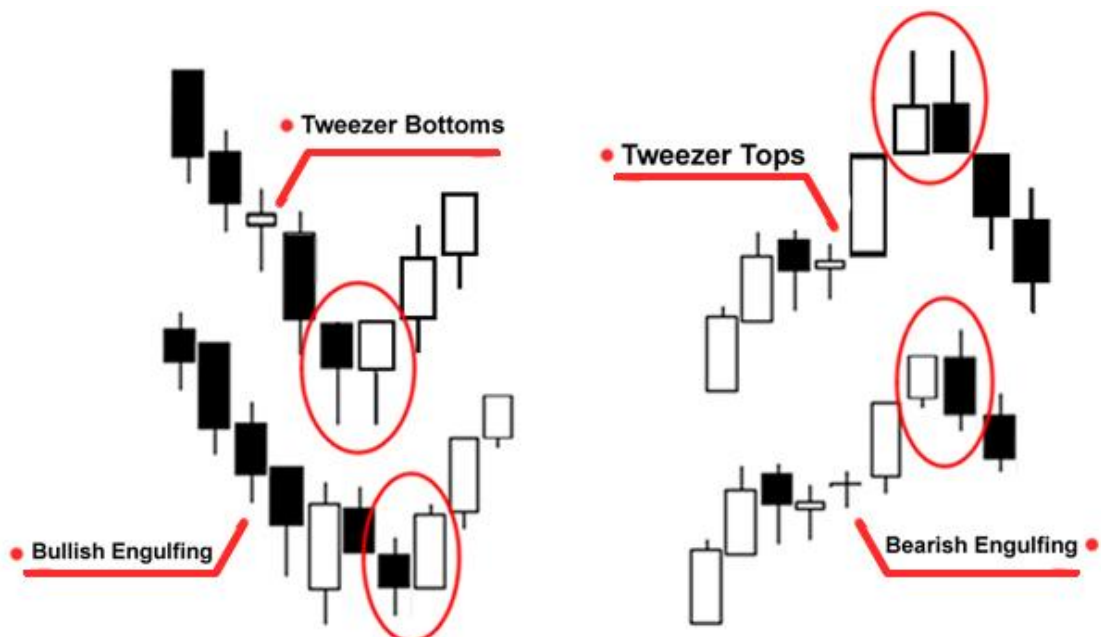 Tweezer Bottoms
Tweezer Tops
Bullish Engulfing
Bearish Engulfing